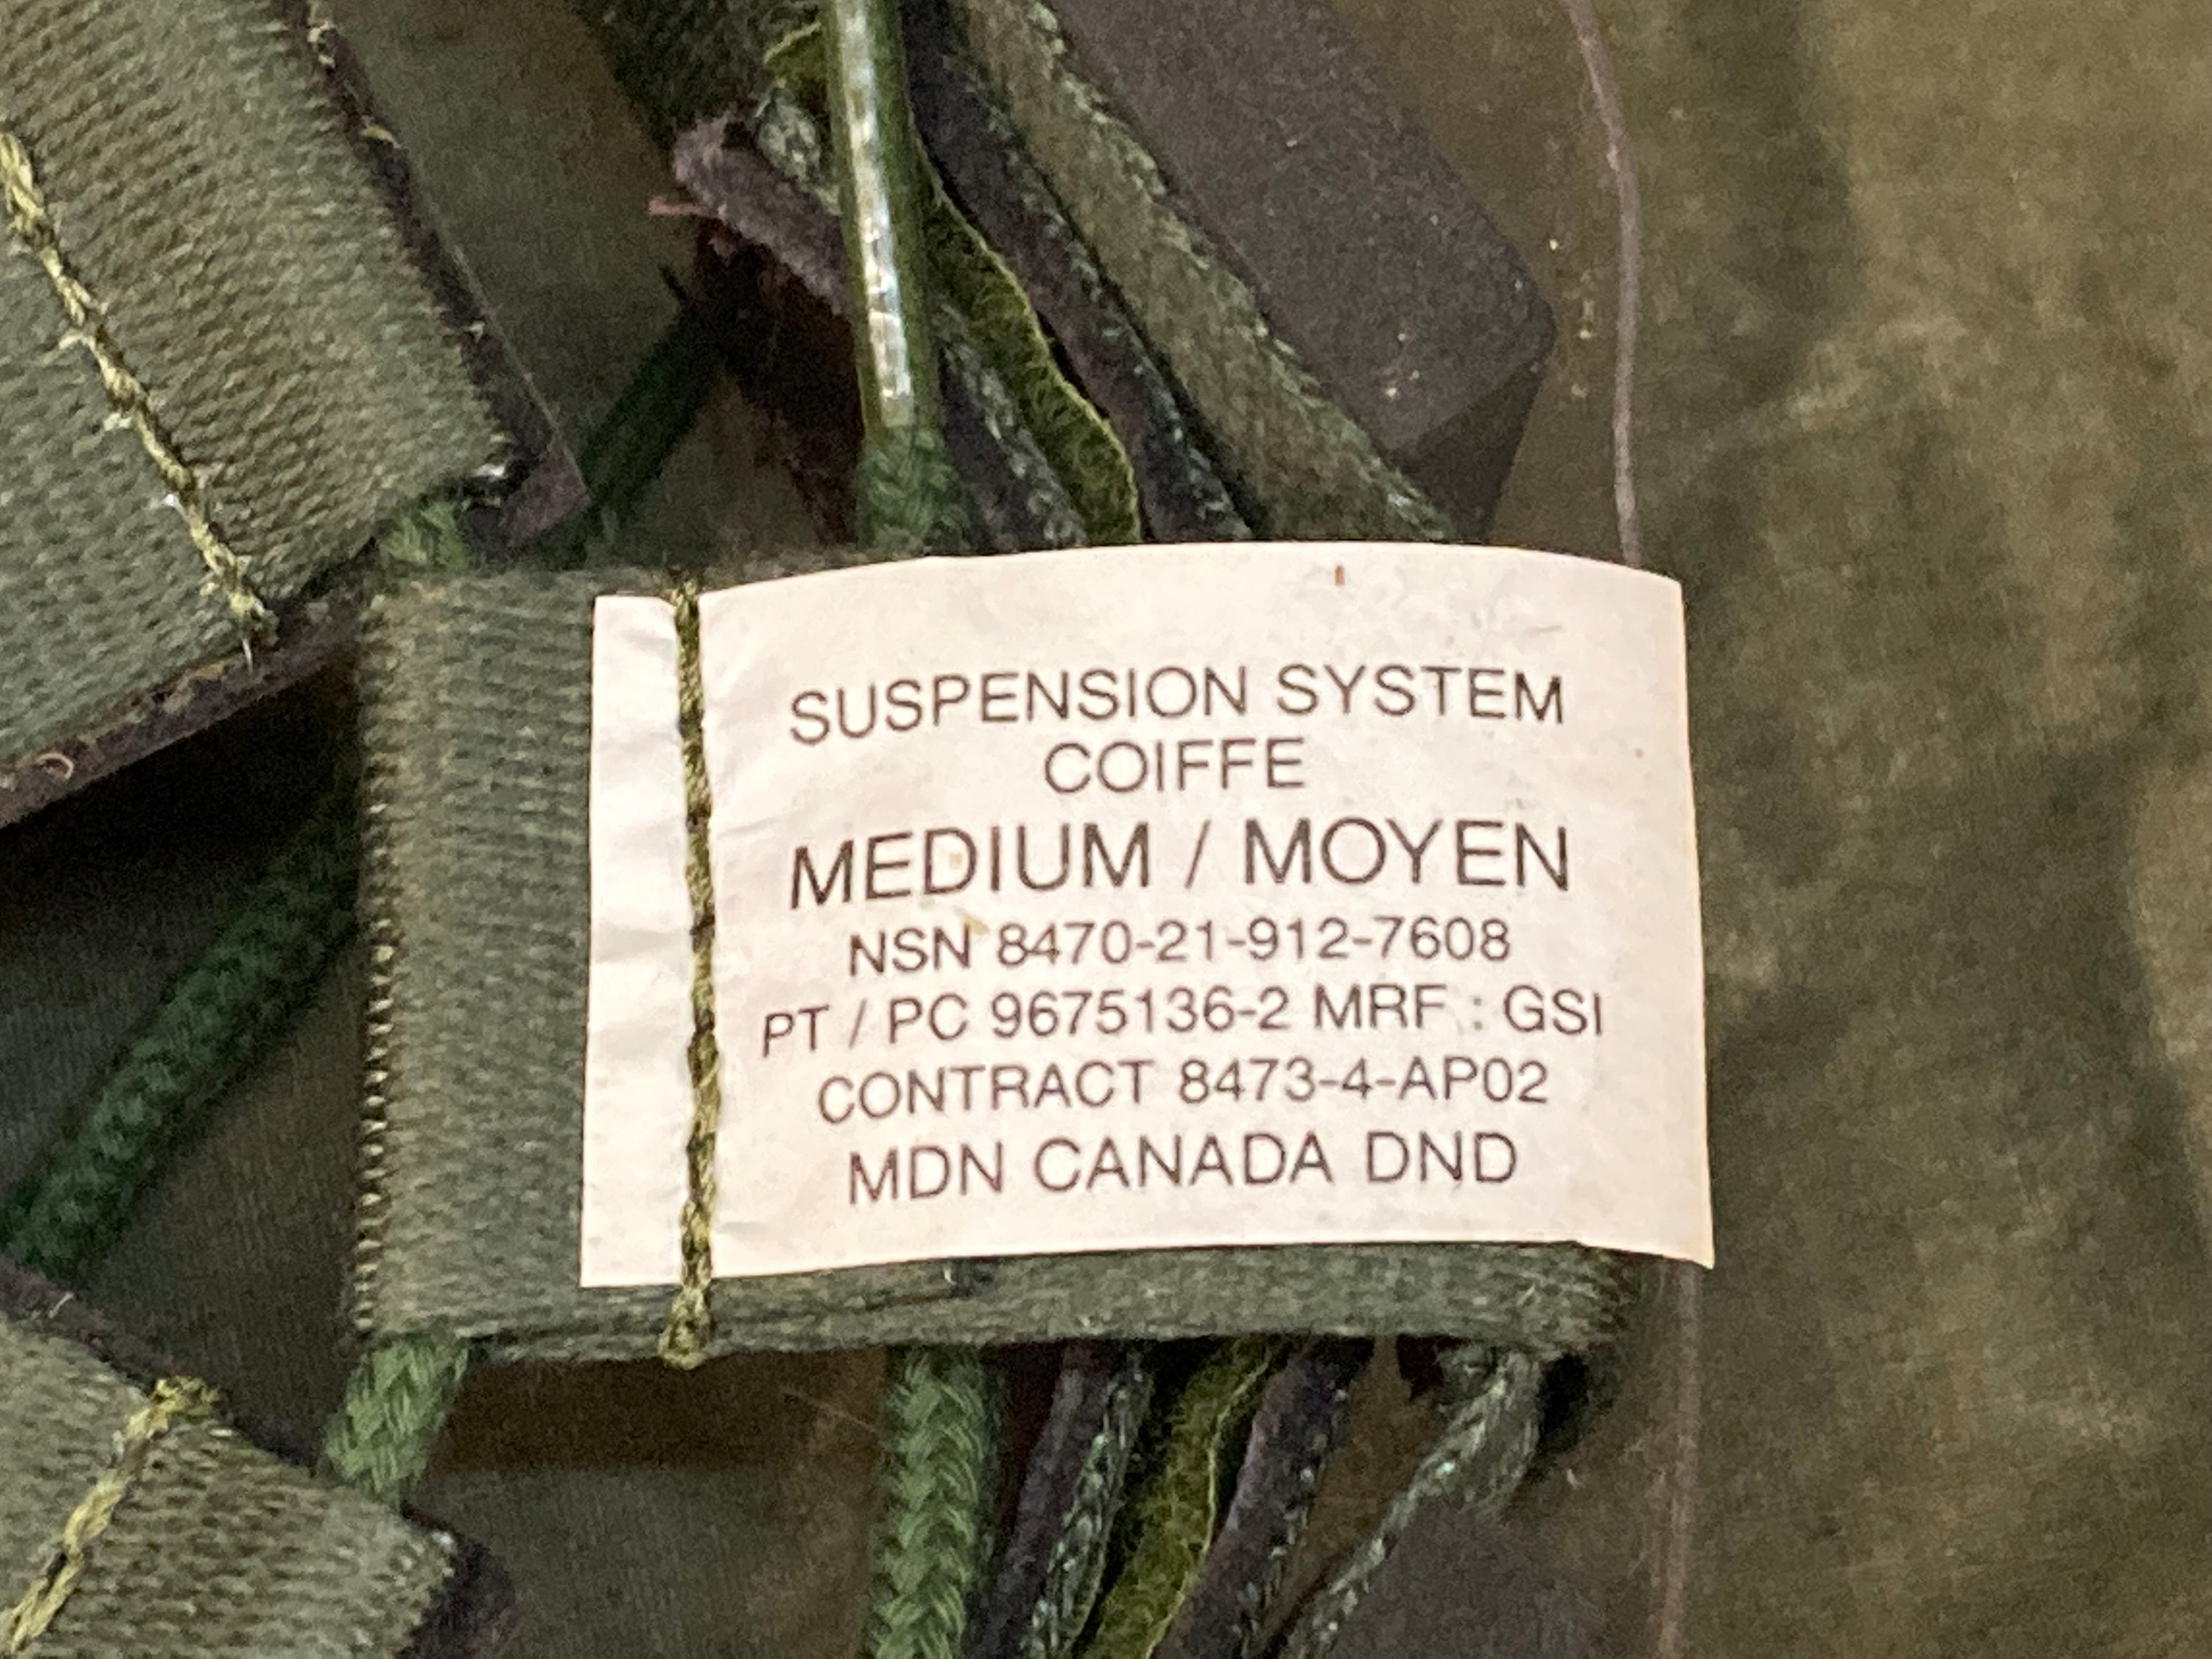 SUSPENSION SYSTEM
COIFFE
MEDIUM / MOYEN
NSN 8470-21-912-7608
PT / PC 9675136-2 MRF : GSI
CONTRACT 8473-4-AP02
MDN CANADA DND